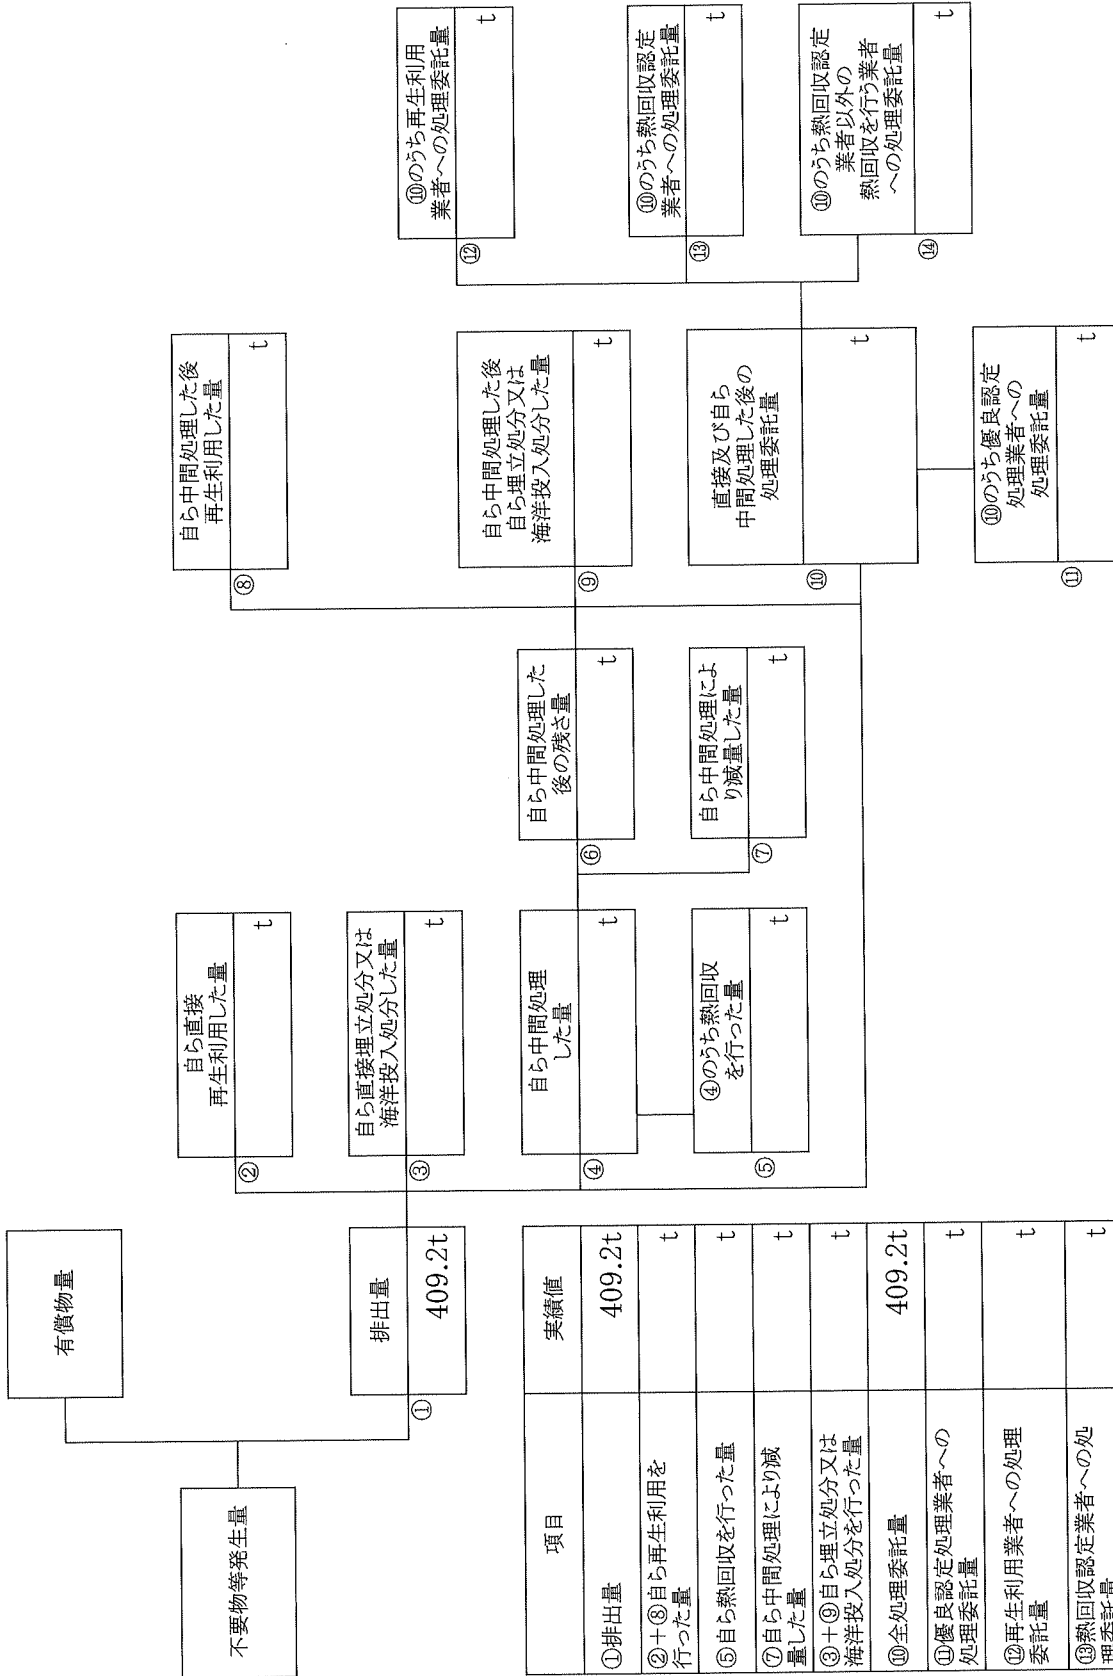 不要物等発生量
有償物量
①
排出量
409.2t
②
自ら直接
再生利用した量
t
③
自ら直接埋立処分又は
海洋投入処分した量
t
④
自ら中間処理
した量
t
⑤
④のうち熱回収
を行った量
t
⑥
自ら中間処理した
後の残さ量
t
⑦
自ら中間処理によ
り減量した量
t
⑧
自ら中間処理した後
再生利用した量
t
⑨
自ら中間処理した後
自ら埋立処分又は
海洋投入処分した量
t
⑩
直接及び自ら
中間処理した後の
処理委託量
t
⑪
⑩のうち優良認定
処理業者への
処理委託量
t
⑫
⑩のうち再生利用
業者への処理委託量
t
⑬
⑩のうち熱回収認定
業者への処理委託量
t
⑭
⑩のうち熱回収認定
業者以外の
熱回収を行う業者
への処理委託量
t
項目 実績値
①排出量 409.2t
②+⑧自ら再生利用を
行った量 t
⑤自ら熱回収を行った量 t
⑦自ら中間処理により減
量した量 t
③+⑨自ら埋立処分又は
海洋投入処分を行った量 t
⑩全処理委託量 409.2t
⑪優良認定処理業者への
処理委託量 t
⑫再生利用業者への処理
委託量 t
⑬熱回収認定業者への処
理委託量 t